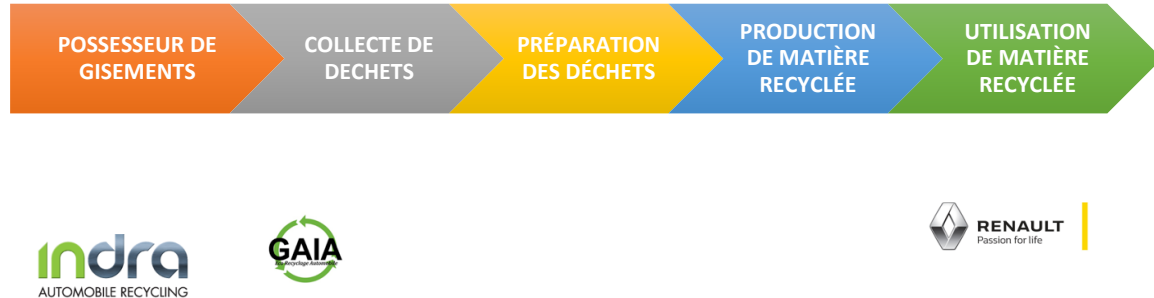 POSSESSEUR DE
GISEMENTS
COLLECTE DE
DECHETS
PRÉPARATION
DES DÉCHETS
PRODUCTION
DE MATIÈRE
RECYCLÉE
UTILISATION
DE MATIÈRE
RECYCLÉE
indra
AUTOMOBILE RECYCLING
GAIA
RENAULT
Passion for life